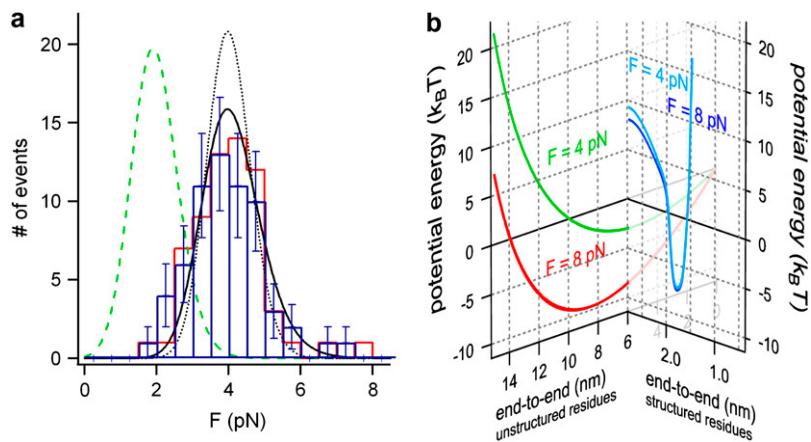 a
20
15
10
5
0
# of events
0
2
4
6
8
F (pN)
b
20
15
10
5
0
-5
-10
potential energy (kBT)
F = 4 pN
F = 8 pN
F = 4 pN
F = 8 pN
20
15
10
5
0
-5
-10
potential energy (kBT)
14
12
10
8
6
end-to-end (nm)
unstructured residues
2.0
1.0
end-to-end (nm)
structured residues